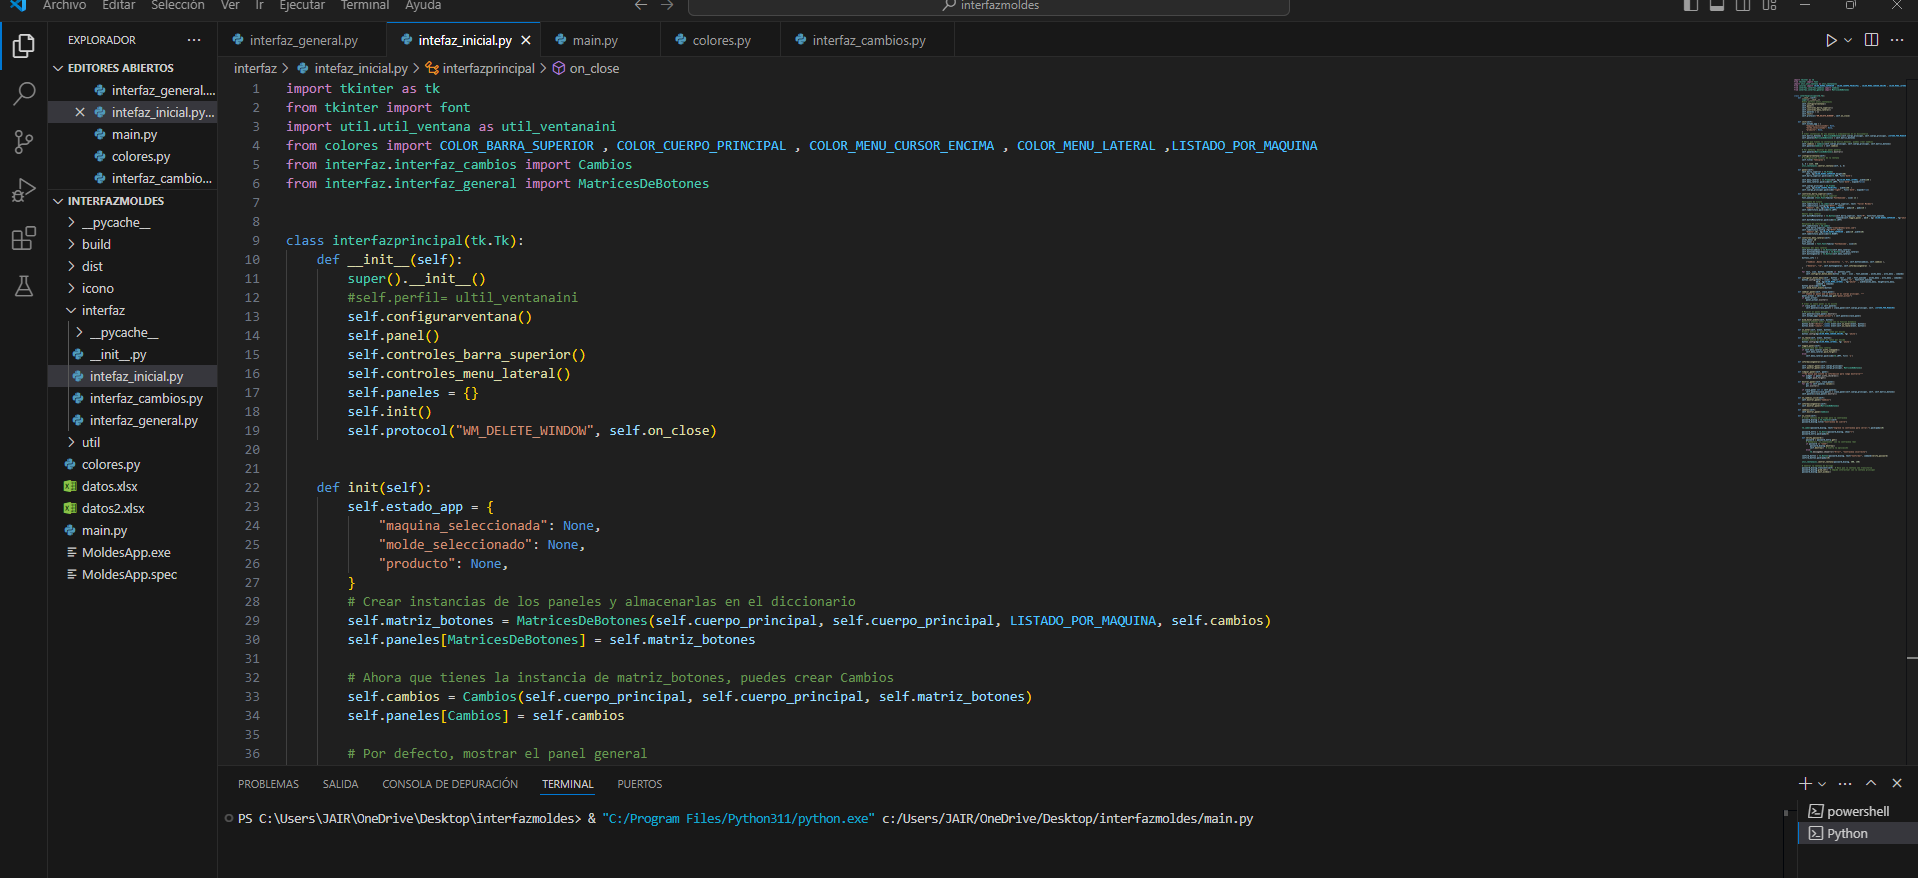 Archivo Editar Selección Ver Ir Ejecutar Terminal Ayuda
interfazmoldes
EXPLORADOR
EDITORES ABIERTOS
interfaz_general....
intefaz_inicial.py...
main.py
colores.py
interfaz_cambio...
INTERFAZMOLDES
__pycache__
build
dist
icono
interfaz
__pycache__
__init__.py
intefaz_inicial.py
interfaz_cambios.py
interfaz_general.py
util
colores.py
datos.xlsx
datos2.xlsx
main.py
MoldesApp.exe
MoldesApp.spec
interfaz_general.py intefaz_inicial.py main.py colores.py interfaz_cambios.py
interfaz > intefaz_inicial.py > interfazprincipal > on_close
1 import tkinter as tk
2 from tkinter import font
3 import util.util_ventana as util_ventanaini
4 from colores import COLOR_BARRA_SUPERIOR , COLOR_CUERPO_PRINCIPAL , COLOR_MENU_CURSOR_ENCIMA , COLOR_MENU_LATERAL ,LISTADO_POR_MAQUINA
5 from interfaz.interfaz_cambios import Cambios
6 from interfaz.interfaz_general import MatricesDeBotones
7
8
9 class interfazprincipal(tk.Tk):
10 def __init__(self):
11 super().__init__()
12 #self.perfil= ultil_ventanaini
13 self.configurarventana()
14 self.panel()
15 self.controles_barra_superior()
16 self.controles_menu_lateral()
17 self.paneles = {}
18 self.init()
19 self.protocol("WM_DELETE_WINDOW", self.on_close)
20
21
22 def init(self):
23 self.estado_app = {
24 "maquina_seleccionada": None,
25 "molde_seleccionado": None,
26 "producto": None,
27 }
28 # Crear instancias de los paneles y almacenarlas en el diccionario
29 self.matriz_botones = MatricesDeBotones(self.cuerpo_principal, self.cuerpo_principal, LISTADO_POR_MAQUINA, self.cambios)
30 self.paneles[MatricesDeBotones] = self.matriz_botones
31
32 # Ahora que tienes la instancia de matriz_botones, puedes crear Cambios
33 self.cambios = Cambios(self.cuerpo_principal, self.cuerpo_principal, self.matriz_botones)
34 self.paneles[Cambios] = self.cambios
35
36 # Por defecto, mostrar el panel general
PROBLEMAS SALIDA CONSOLA DE DEPURACIÓN TERMINAL PUERTOS
PS C:\Users\JAIR\OneDrive\Desktop\interfazmoldes> & "C:/Program Files/Python311/python.exe" c:/Users/JAIR/OneDrive/Desktop/interfazmoldes/main.py
powershell
Python